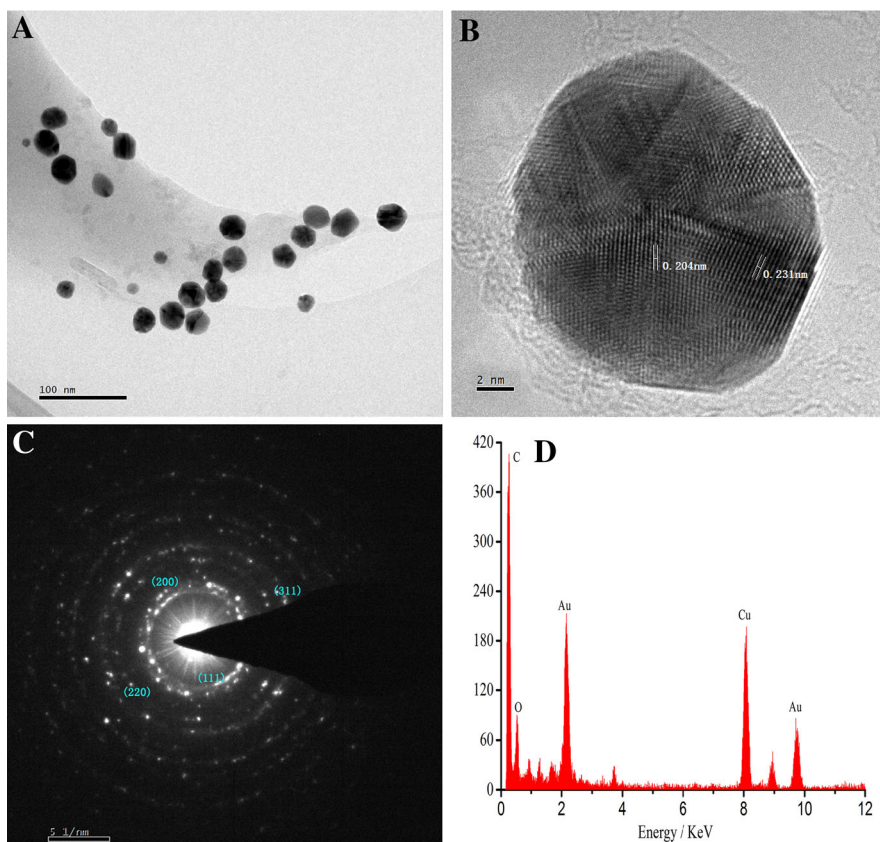 A
100 nm
B
0.204nm
0.231nm
2 nm
C
(200)
(311)
(111)
(220)
5 1/nm
D
420
360
300
240
180
120
60
0
C
O
Au
Cu
Au
0 2 4 6 8 10 12
Energy / KeV